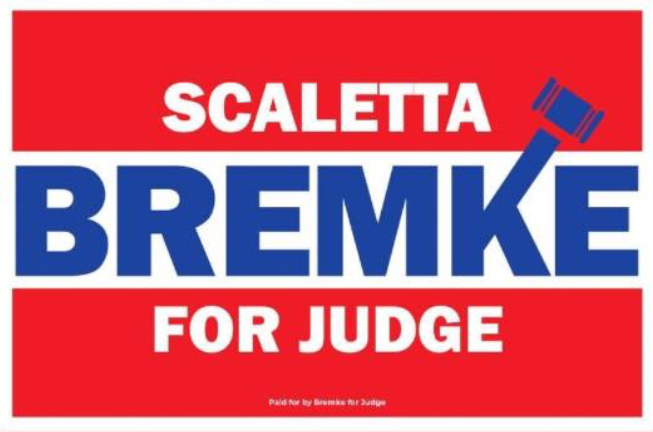 SCALETTA
BREMKE
FOR JUDGE
Paid for by Bremke for Judge